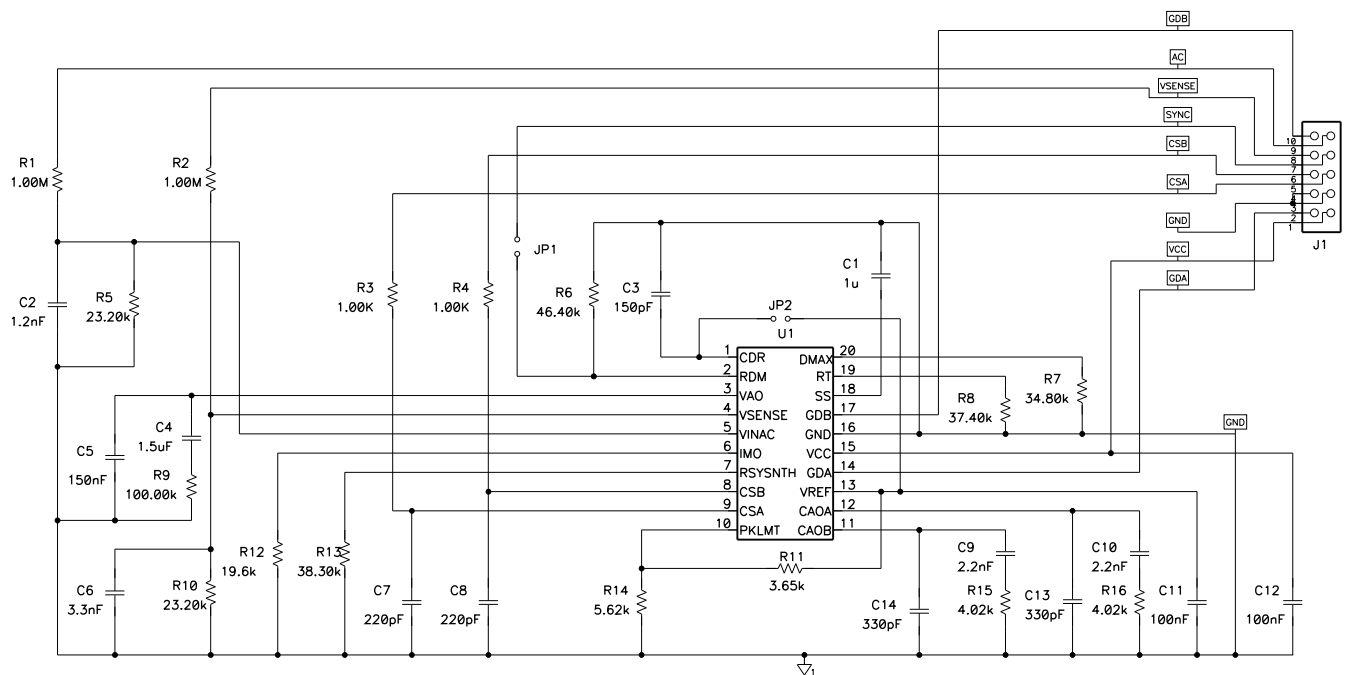 GDB
AC
VSENSE
SYNC
CSB
CSA
GND
VCC
GDA
10
9
8
7
6
5
4
3
2
1
J1
R1
1.00M
R2
1.00M
JP1
C2
1.2nF
R5
23.20k
R3
1.00K
R4
1.00K
R6
46.40k
C3
150pF
C1
1u
JP2
U1
1 CDR
2 RDM
3 VAO
4 VSENSE
5 VINAC
6 IMO
7 RSYSNTH
8 CSB
9 CSA
10 PKLMT
DMAX 20
RT 19
SS 18
GDB 17
GND 16
VCC 15
GDA 14
VREF 13
CAOA 12
CAOB 11
R8
37.40k
R7
34.80k
GND
C5
150nF
C4
1.5uF
R9
100.00k
C6
3.3nF
R10
23.20k
R12
19.6k
R13
38.30k
C7
220pF
C8
220pF
R14
5.62k
R11
3.65k
C14
330pF
C9
2.2nF
R15
4.02k
C13
330pF
C10
2.2nF
R16
4.02k
C11
100nF
C12
100nF
1